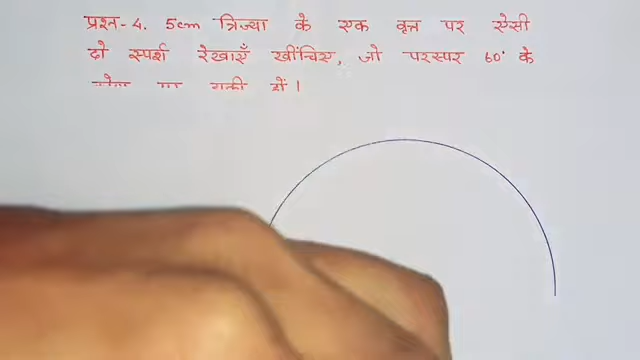 प्रश्न-4. 5cm त्रिज्या के एक वृत्त पर ऐसी
दो स्पर्श रेखाएँ खींचिए, जो परस्पर 60° के
हों।